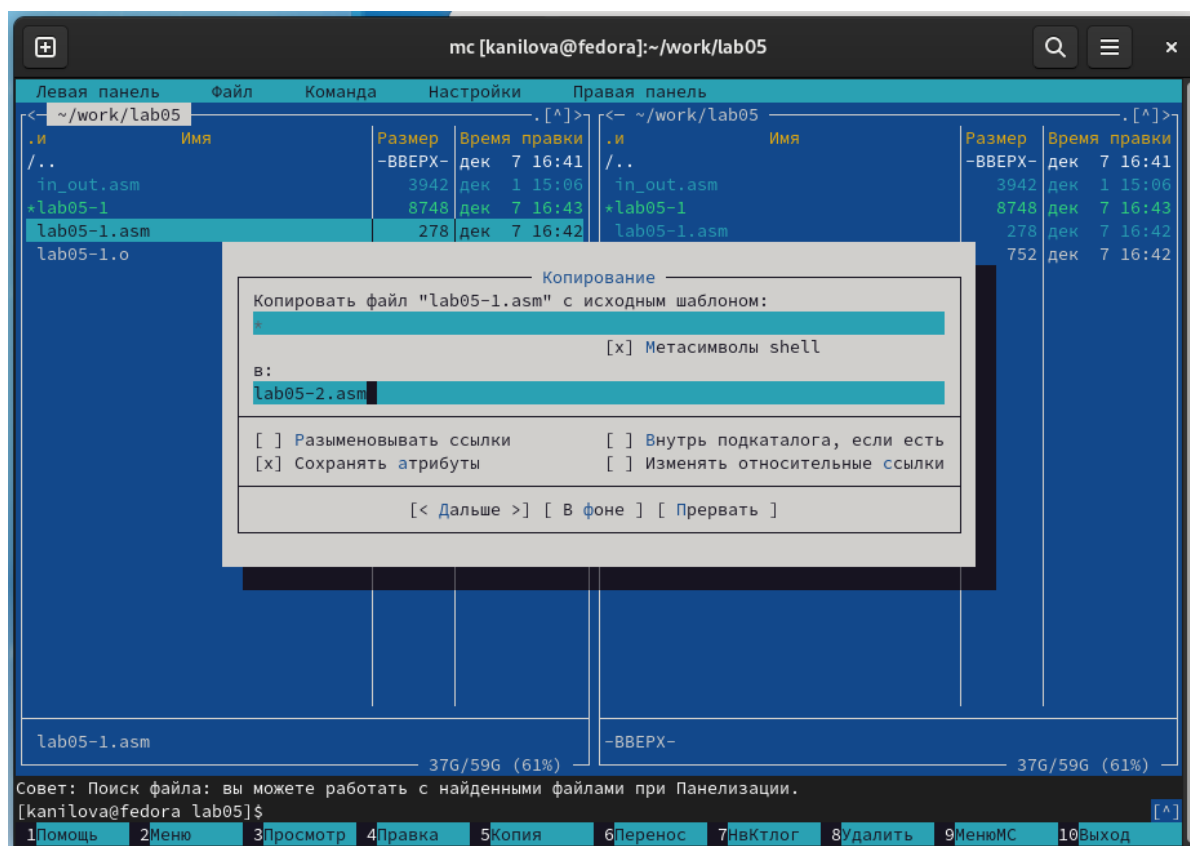 mc [kanilova@fedora]:~/work/lab05
Левая панель Файл Команда Настройки Правая панель
<— ~/work/lab05 .[^]> <— ~/work/lab05 .[^]>
.и Имя Размер Время правки .и Имя Размер Время правки
/.. -ВВЕРХ- дек 7 16:41 /.. -ВВЕРХ- дек 7 16:41
in_out.asm 3942 дек 1 15:06 in_out.asm 3942 дек 1 15:06
*lab05-1 8748 дек 7 16:43 *lab05-1 8748 дек 7 16:43
lab05-1.asm 278 дек 7 16:42 lab05-1.asm 278 дек 7 16:42
lab05-1.o 752 дек 7 16:42
Копирование
Копировать файл "lab05-1.asm" с исходным шаблоном:
*
[x] Метасимволы shell
в:
lab05-2.asm
[ ] Разыменовывать ссылки [ ] Внутрь подкаталога, если есть
[x] Сохранять атрибуты [ ] Изменять относительные ссылки
[< Дальше >] [ В фоне ] [ Прервать ]
lab05-1.asm -ВВЕРХ-
37G/59G (61%) 37G/59G (61%)
Совет: Поиск файла: вы можете работать с найденными файлами при Панелизации.
[kanilova@fedora lab05]$ [^]
1Помощь 2Меню 3Просмотр 4Правка 5Копия 6Перенос 7НвКтлог 8Удалить 9МенюМС 10Выход